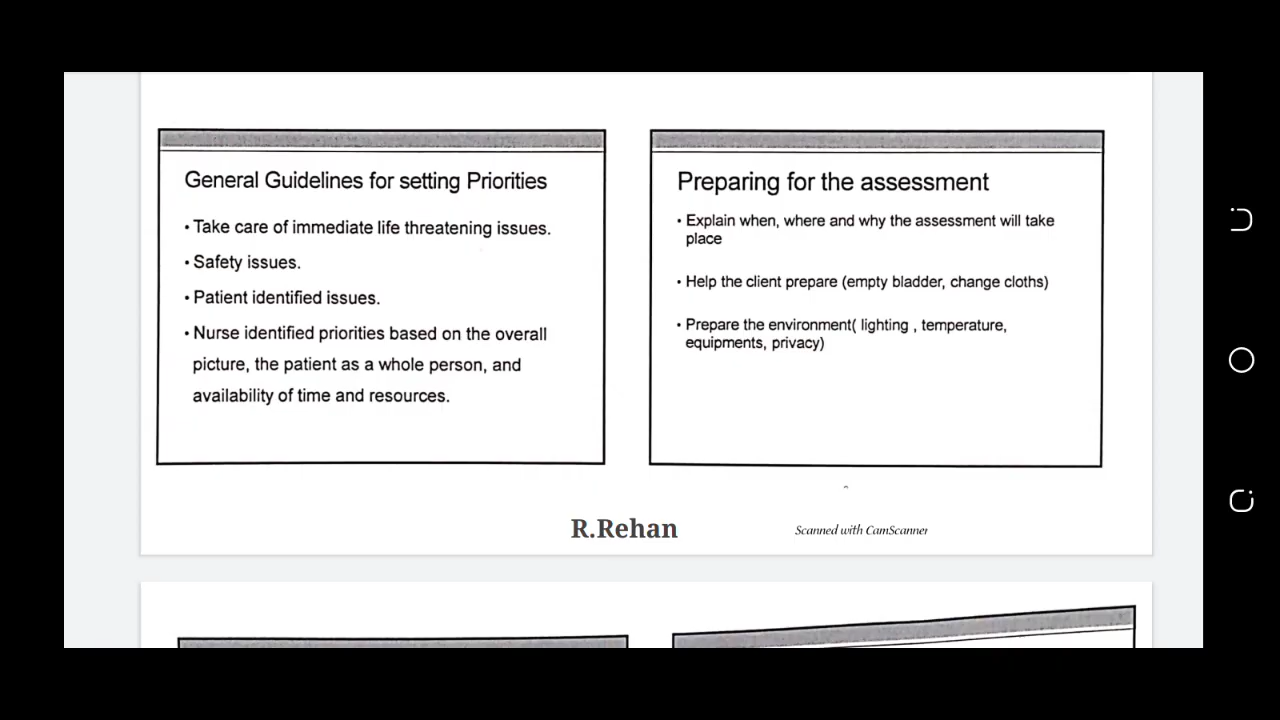 General Guidelines for setting Priorities
• Take care of immediate life threatening issues.
• Safety issues.
• Patient identified issues.
• Nurse identified priorities based on the overall
picture, the patient as a whole person, and
availability of time and resources.
Preparing for the assessment
• Explain when, where and why the assessment will take
place
• Help the client prepare (empty bladder, change cloths)
• Prepare the environment( lighting , temperature,
equipments, privacy)
R.Rehan
Scanned with CamScanner